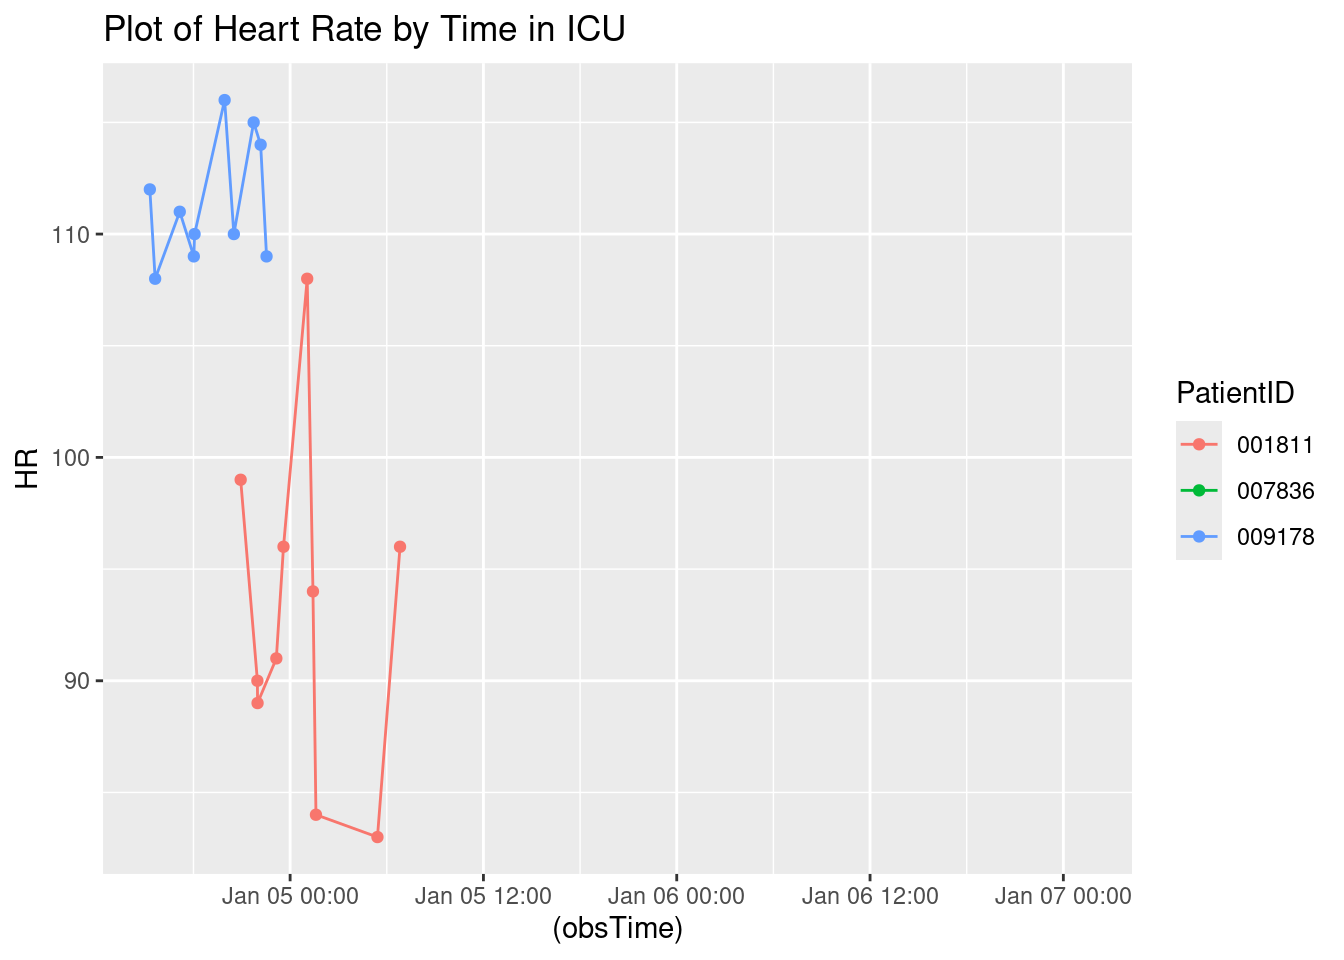 Plot of Heart Rate by Time in ICU
110
100
90
HR
Jan 05 00:00
Jan 05 12:00
Jan 06 00:00
Jan 06 12:00
Jan 07 00:00
(obsTime)
PatientID
001811
007836
009178